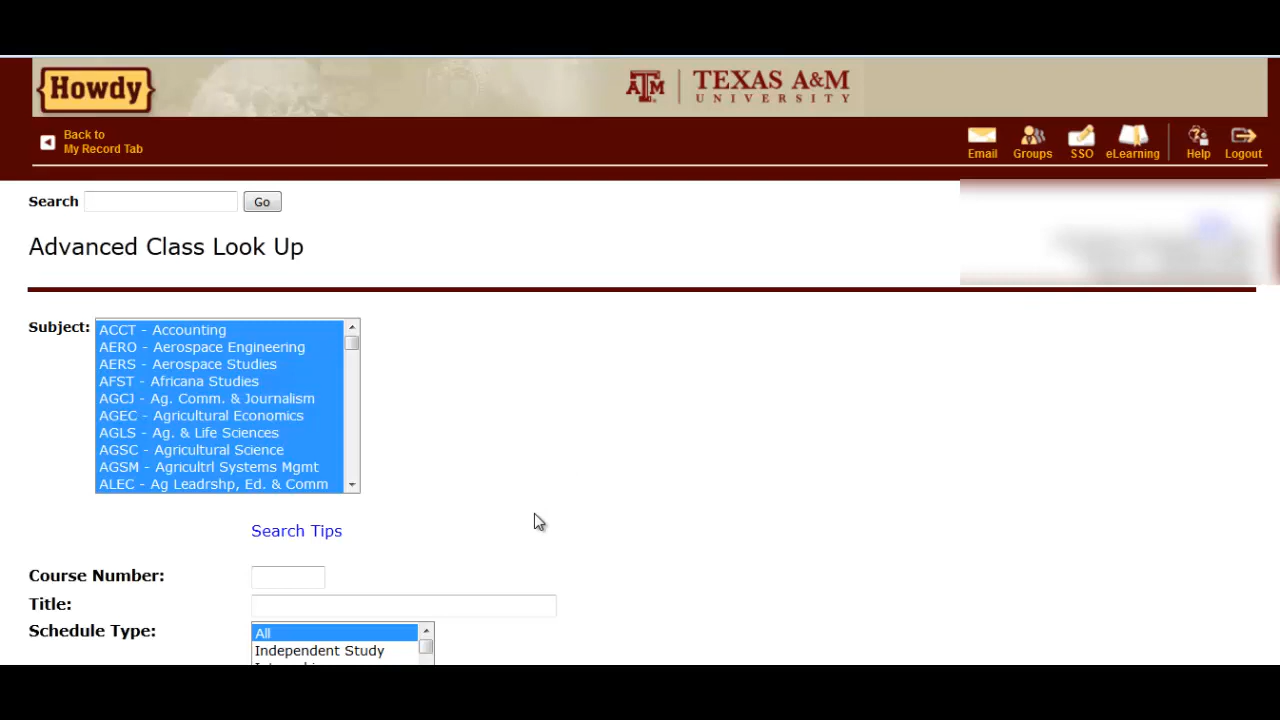 Howdy
ATM
TEXAS A&M
UNIVERSITY
Back to
My Record Tab
Email
Groups
SSO
eLearning
Help
Logout
Search
Go
Advanced Class Look Up
Subject:
ACCT - Accounting
AERO - Aerospace Engineering
AERS - Aerospace Studies
AFST - Africana Studies
AGCJ - Ag. Comm. & Journalism
AGEC - Agricultural Economics
AGLS - Ag. & Life Sciences
AGSC - Agricultural Science
AGSM - Agricultrl Systems Mgmt
ALEC - Ag Leadrshp, Ed. & Comm
Search Tips
Course Number:
Title:
Schedule Type:
All
Independent Study